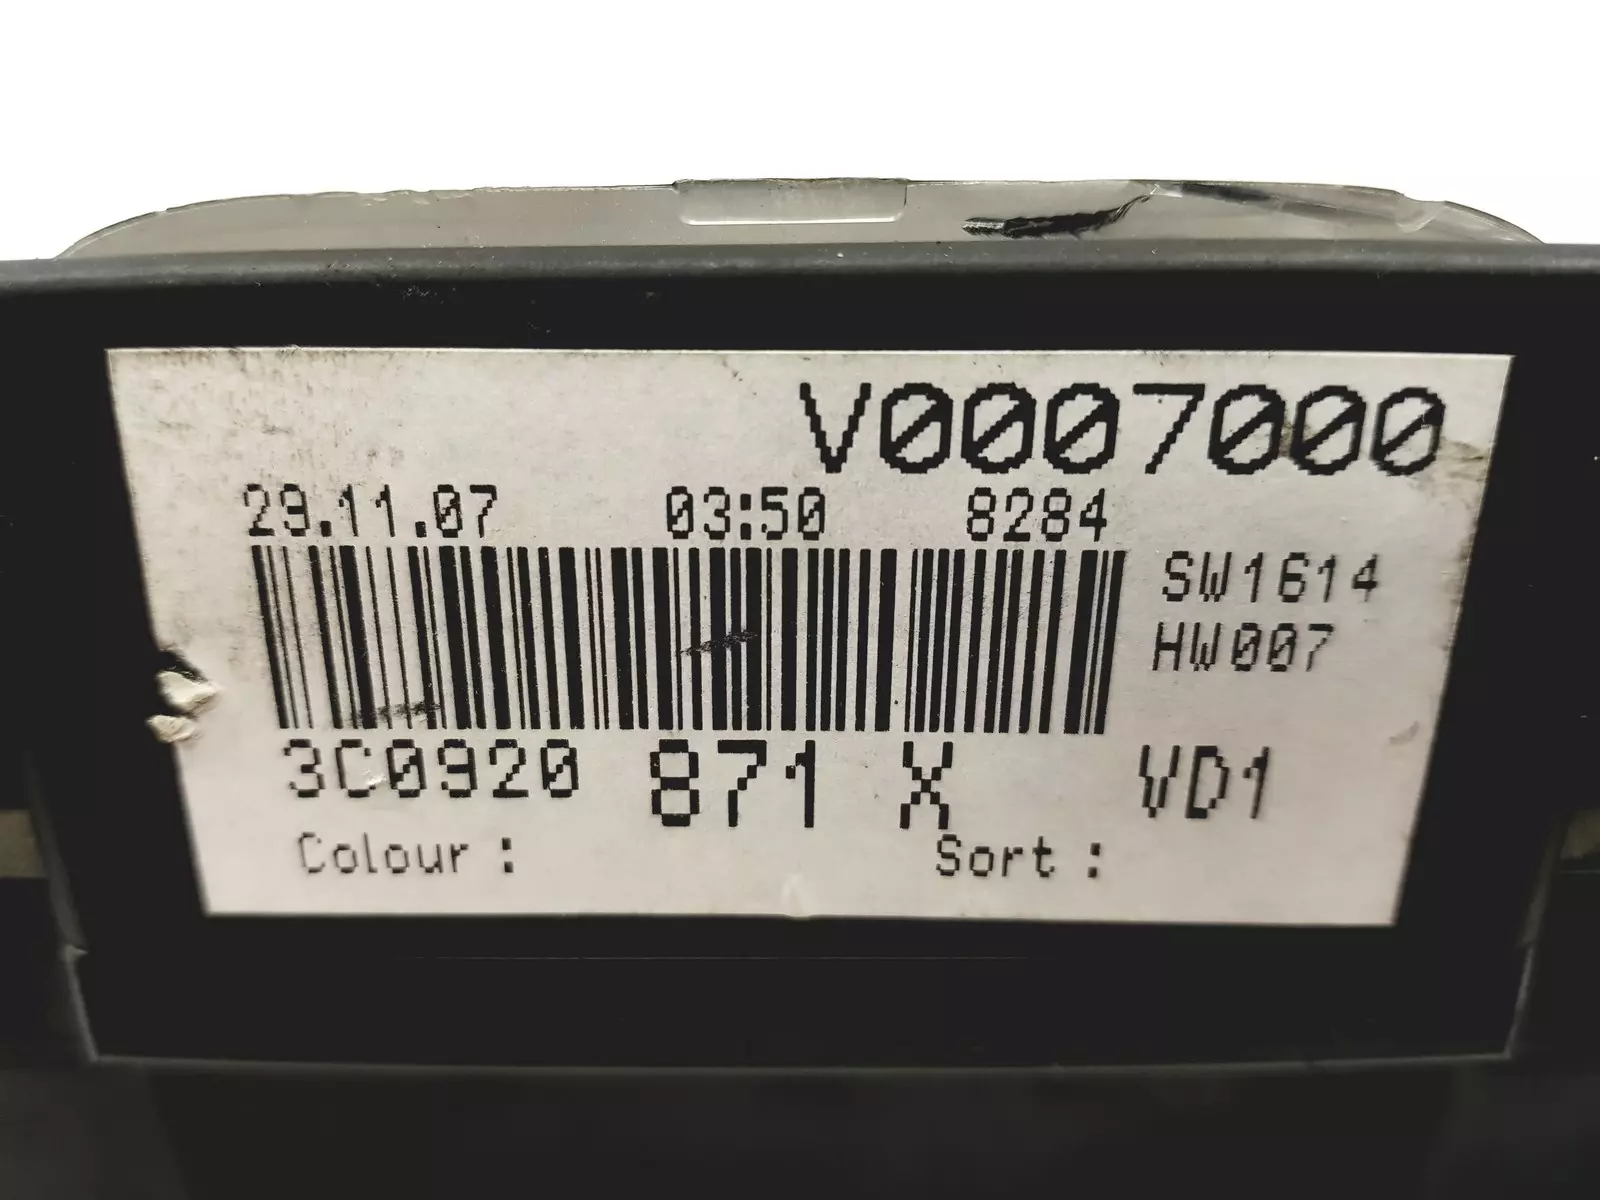 V0007000
29.11.07 03:50 8284
SW1614
HW007
3C0920 871 X VD1
Colour : Sort :